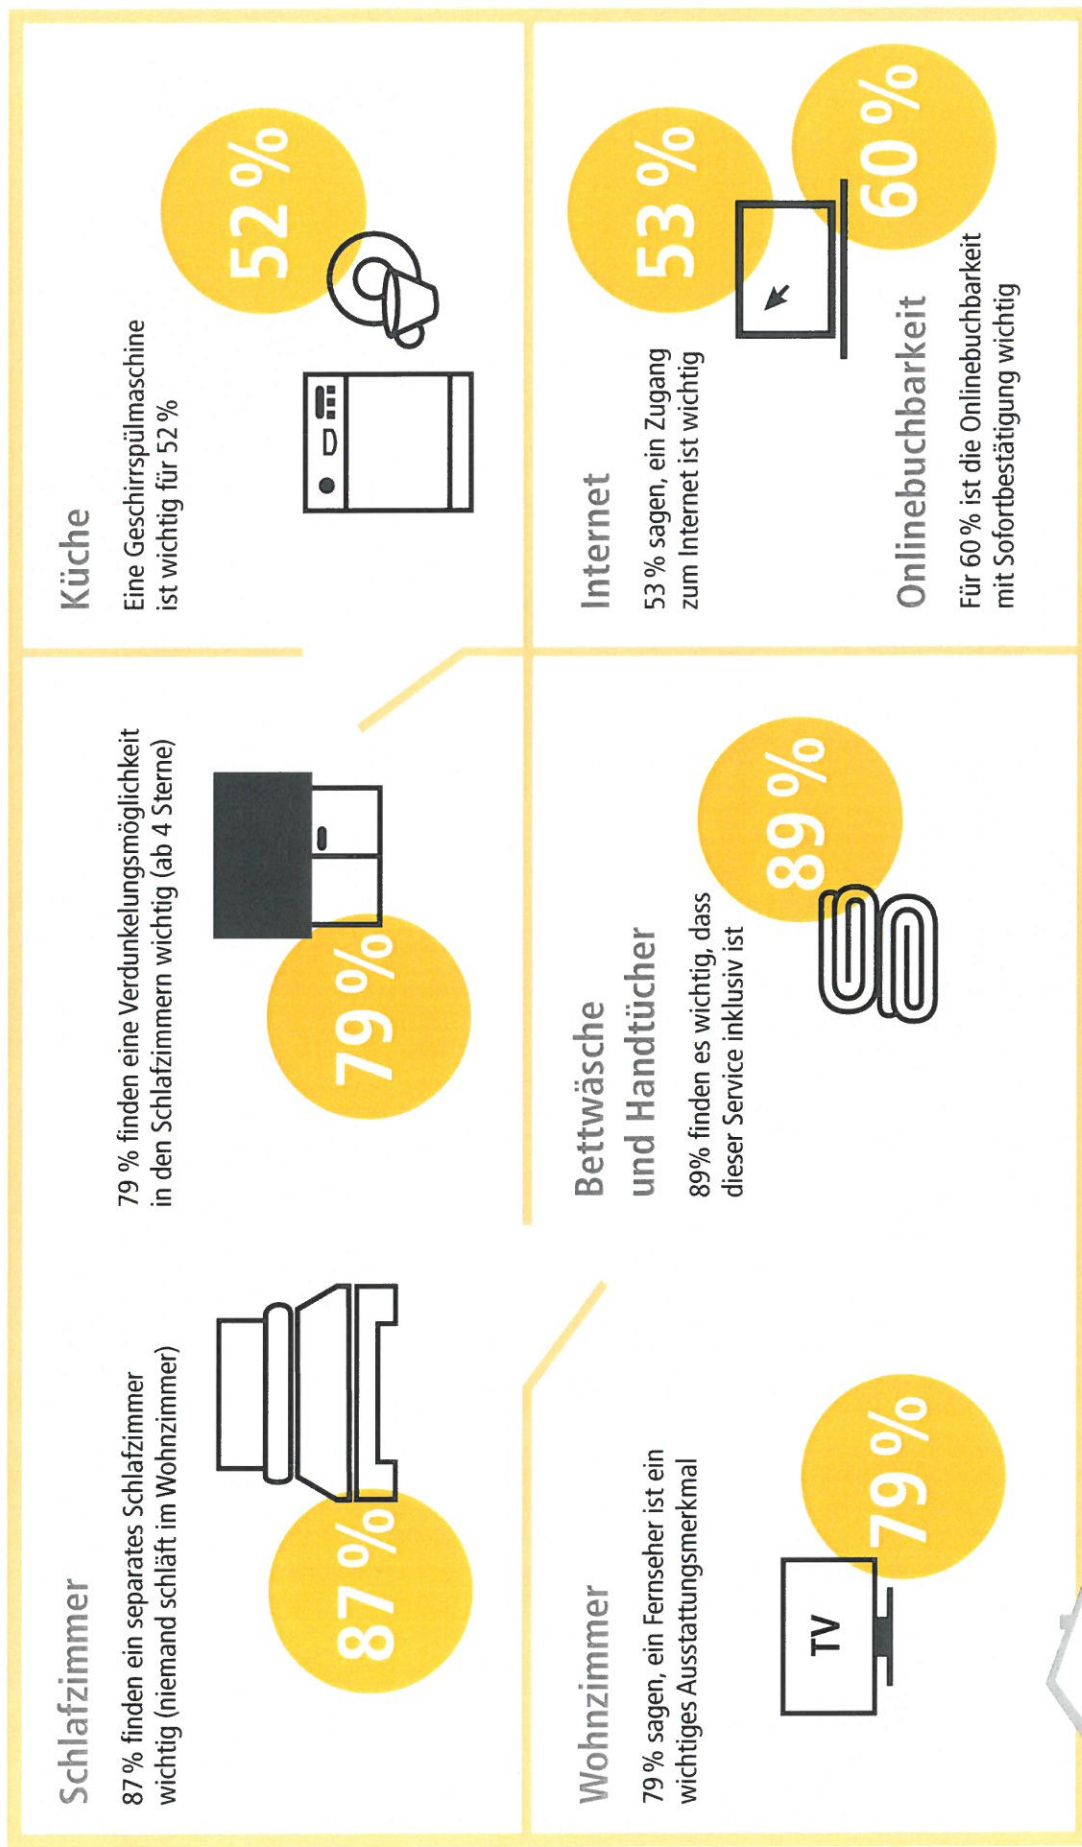 Schlafzimmer
87 % finden ein separates Schlafzimmer
wichtig (niemand schläft im Wohnzimmer)
87 %
79 % finden eine Verdunkelungsmöglichkeit
in den Schlafzimmern wichtig (ab 4 Sterne)
79 %
Küche
Eine Geschirrspülmaschine
ist wichtig für 52 %
52 %
Wohnzimmer
79 % sagen, ein Fernseher ist ein
wichtiges Ausstattungsmerkmal
TV
79 %
Bettwäsche
und Handtücher
89% finden es wichtig, dass
dieser Service inklusiv ist
89 %
Internet
53 % sagen, ein Zugang
zum Internet ist wichtig
53 %
Onlinebuchbarkeit
Für 60 % ist die Onlinebuchbarkeit
mit Sofortbestätigung wichtig
60 %